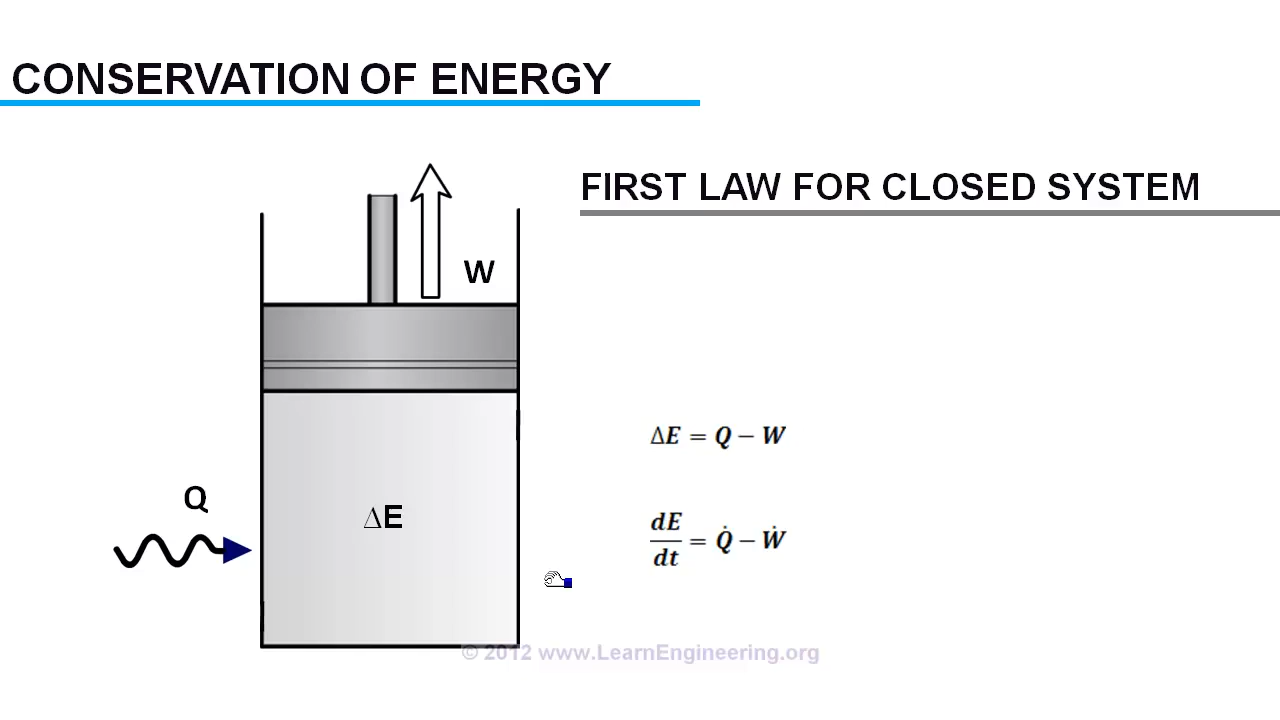 CONSERVATION OF ENERGY
FIRST LAW FOR CLOSED SYSTEM
W
ΔE = Q − W
Q
ΔE
dE/dt = Q̇ − Ẇ
© 2012 www.LearnEngineering.org